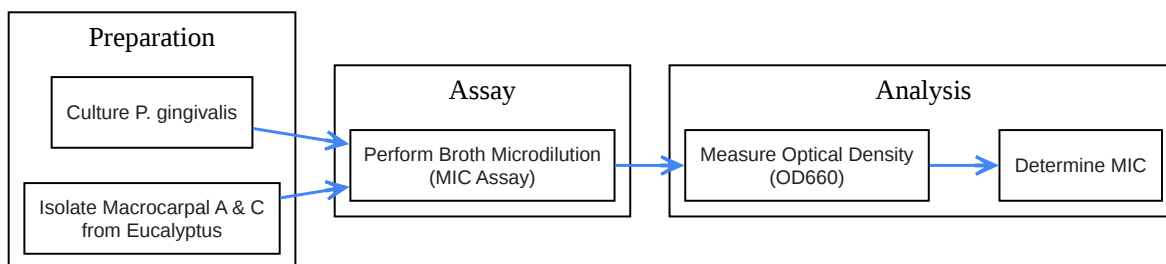 Preparation
Culture P. gingivalis
Isolate Macrocarpal A & C
from Eucalyptus
Assay
Perform Broth Microdilution
(MIC Assay)
Analysis
Measure Optical Density
(OD660)
Determine MIC